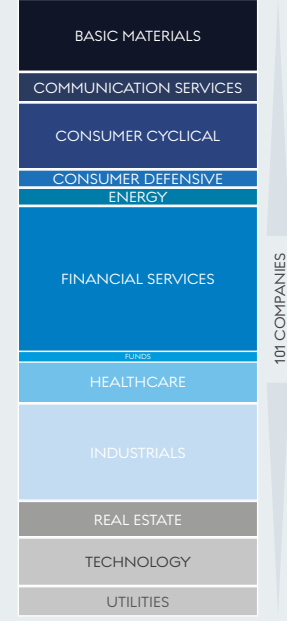 BASIC MATERIALS
COMMUNICATION SERVICES
CONSUMER CYCLICAL
CONSUMER DEFENSIVE
ENERGY
FINANCIAL SERVICES
FUNDS
HEALTHCARE
INDUSTRIALS
REAL ESTATE
TECHNOLOGY
UTILITIES
101 COMPANIES